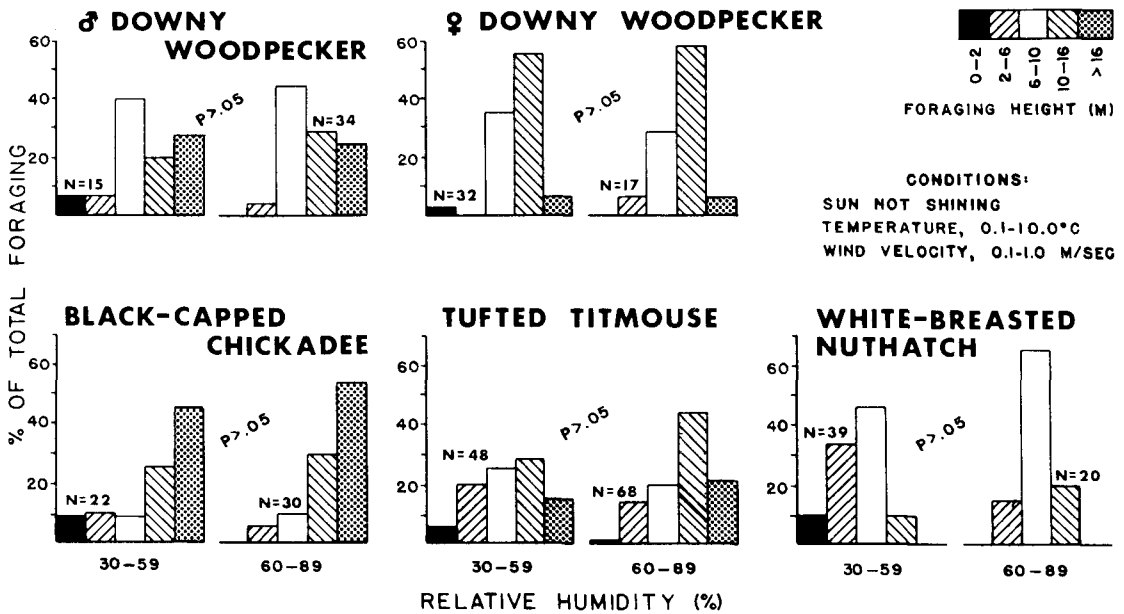 ♂ DOWNY
WOODPECKER
60
40
20
N=15
P>.05
N=34
♀ DOWNY WOODPECKER
60
40
20
N=32
P>.05
N=17
0-2
2-6
6-10
10-16
>16
FORAGING HEIGHT (M)
CONDITIONS:
SUN NOT SHINING
TEMPERATURE, 0.1-10.0°C
WIND VELOCITY, 0.1-1.0 M/SEC
% OF TOTAL FORAGING
BLACK-CAPPED
CHICKADEE
60
40
20
N=22
P>.05
N=30
30-59
60-89
TUFTED TITMOUSE
60
40
20
N=48
P>.05
N=68
30-59
60-89
WHITE-BREASTED
NUTHATCH
60
40
20
N=39
P>.05
N=20
30-59
60-89
RELATIVE HUMIDITY (%)